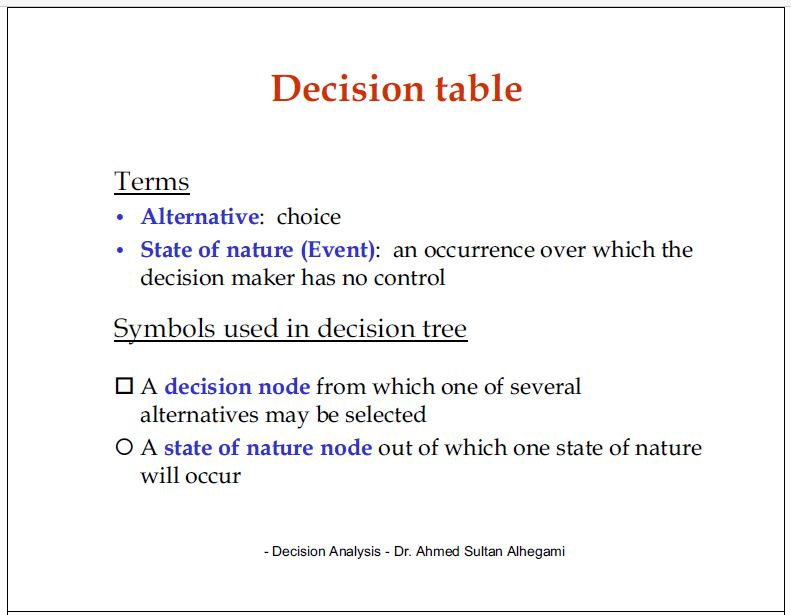 Decision table
Terms
• Alternative:  choice
• State of nature (Event):  an occurrence over which the
decision maker has no control
Symbols used in decision tree
A decision node from which one of several
alternatives may be selected
A state of nature node out of which one state of nature
will occur
- Decision Analysis - Dr. Ahmed Sultan Alhegami